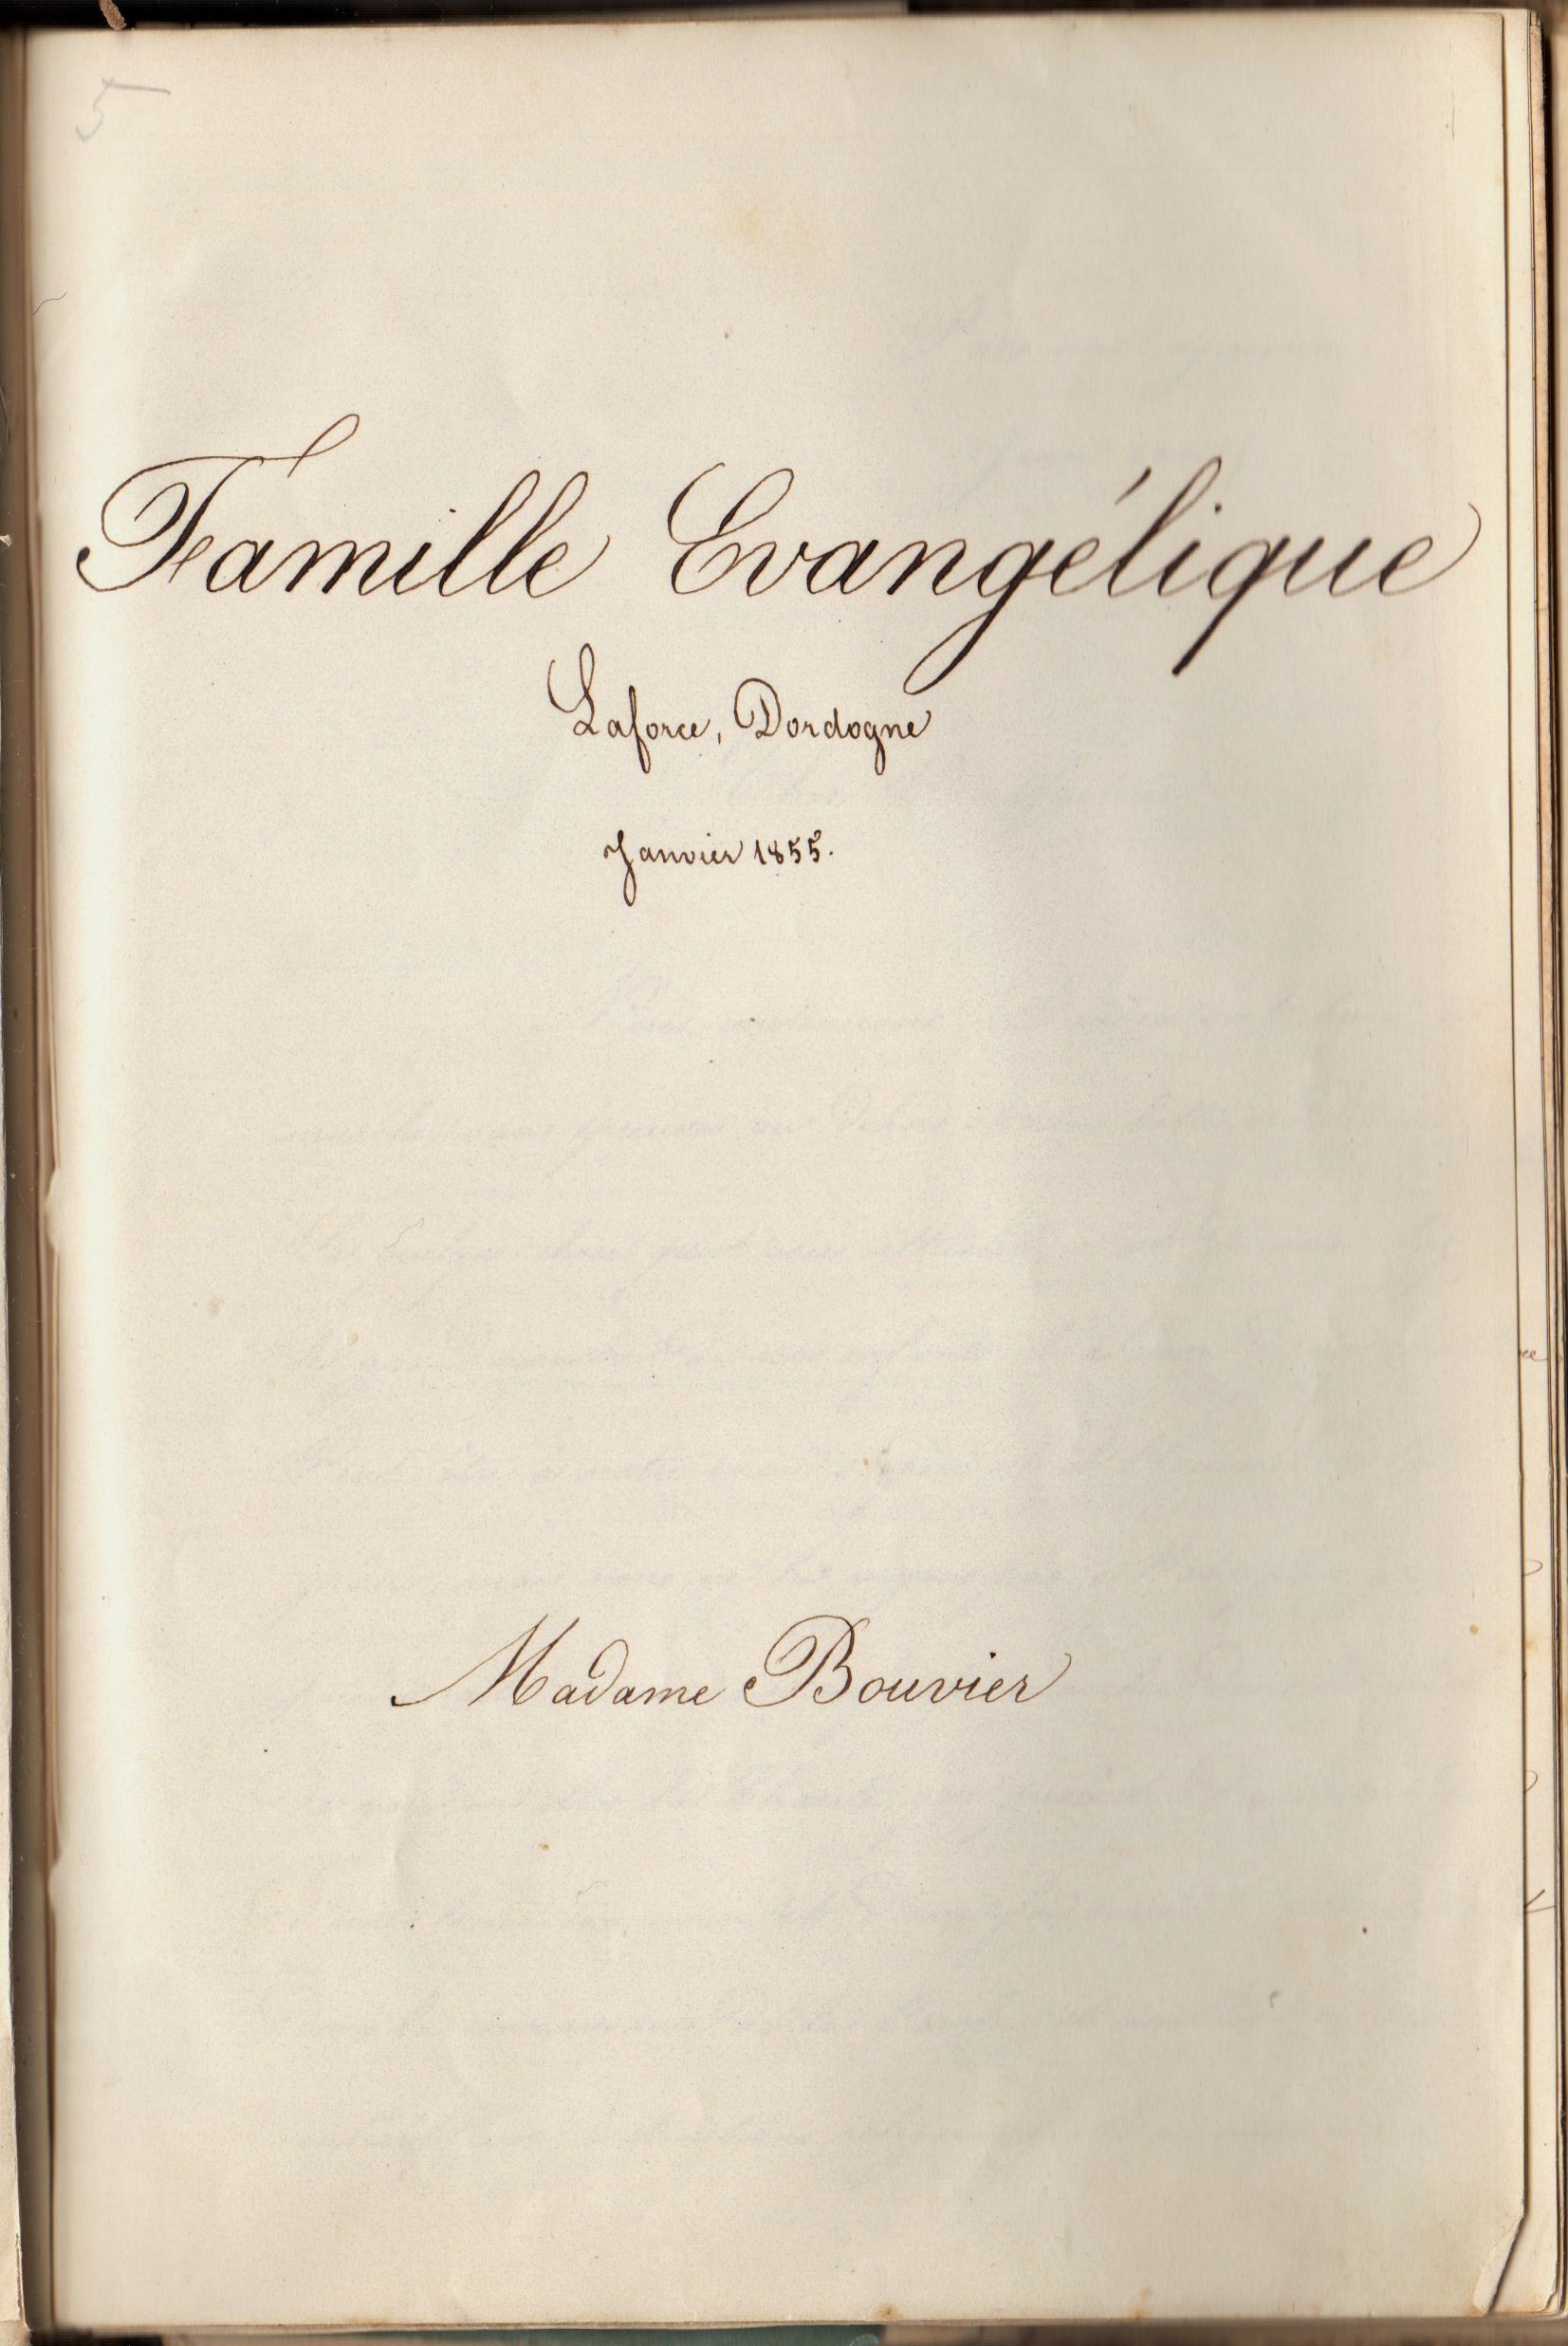 5
Famille Evangélique
Laforce, Dordogne
Janvier 1855.
Madame Bouvier